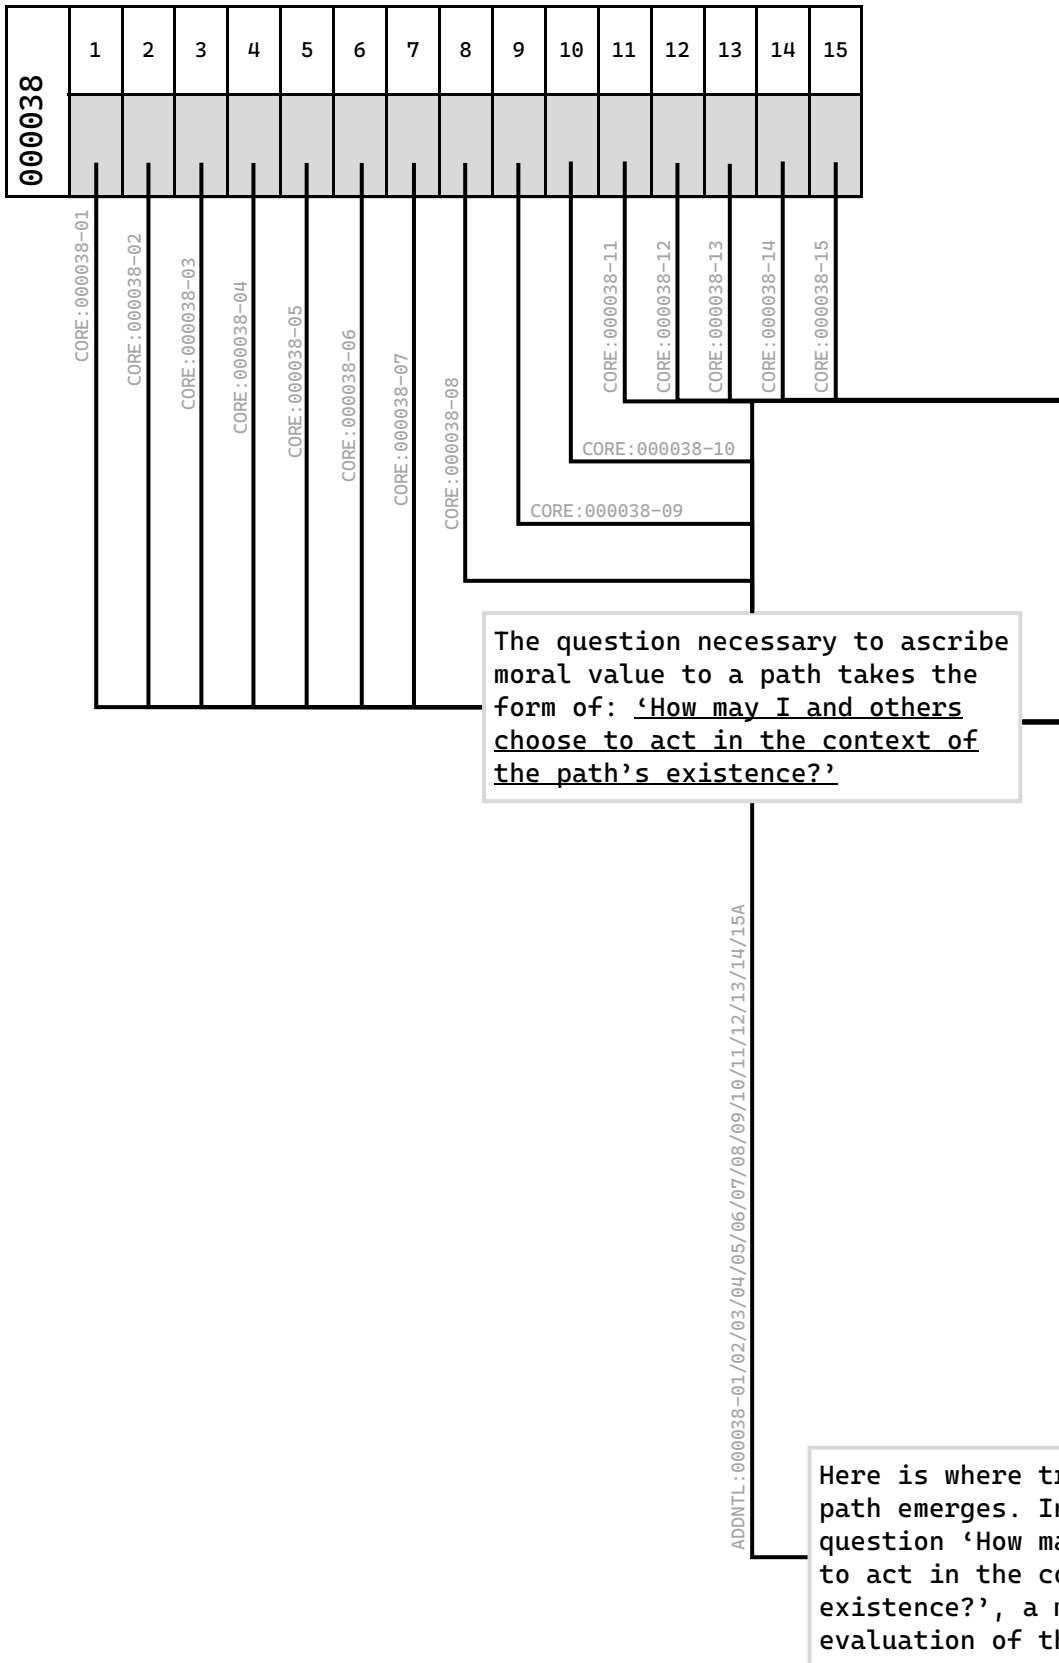 000038
1 2 3 4 5 6 7 8 9 10 11 12 13 14 15
CORE:000038-01
CORE:000038-02
CORE:000038-03
CORE:000038-04
CORE:000038-05
CORE:000038-06
CORE:000038-07
CORE:000038-08
CORE:000038-09
CORE:000038-10
CORE:000038-11
CORE:000038-12
CORE:000038-13
CORE:000038-14
CORE:000038-15
The question necessary to ascribe
moral value to a path takes the
form of: ‘How may I and others
choose to act in the context of
the path’s existence?’
ADDNTL:000038-01/02/03/04/05/06/07/08/09/10/11/12/13/14/15A
Here is where
path emerges.
question ‘How
to act in the
existence?’, a
evaluation of